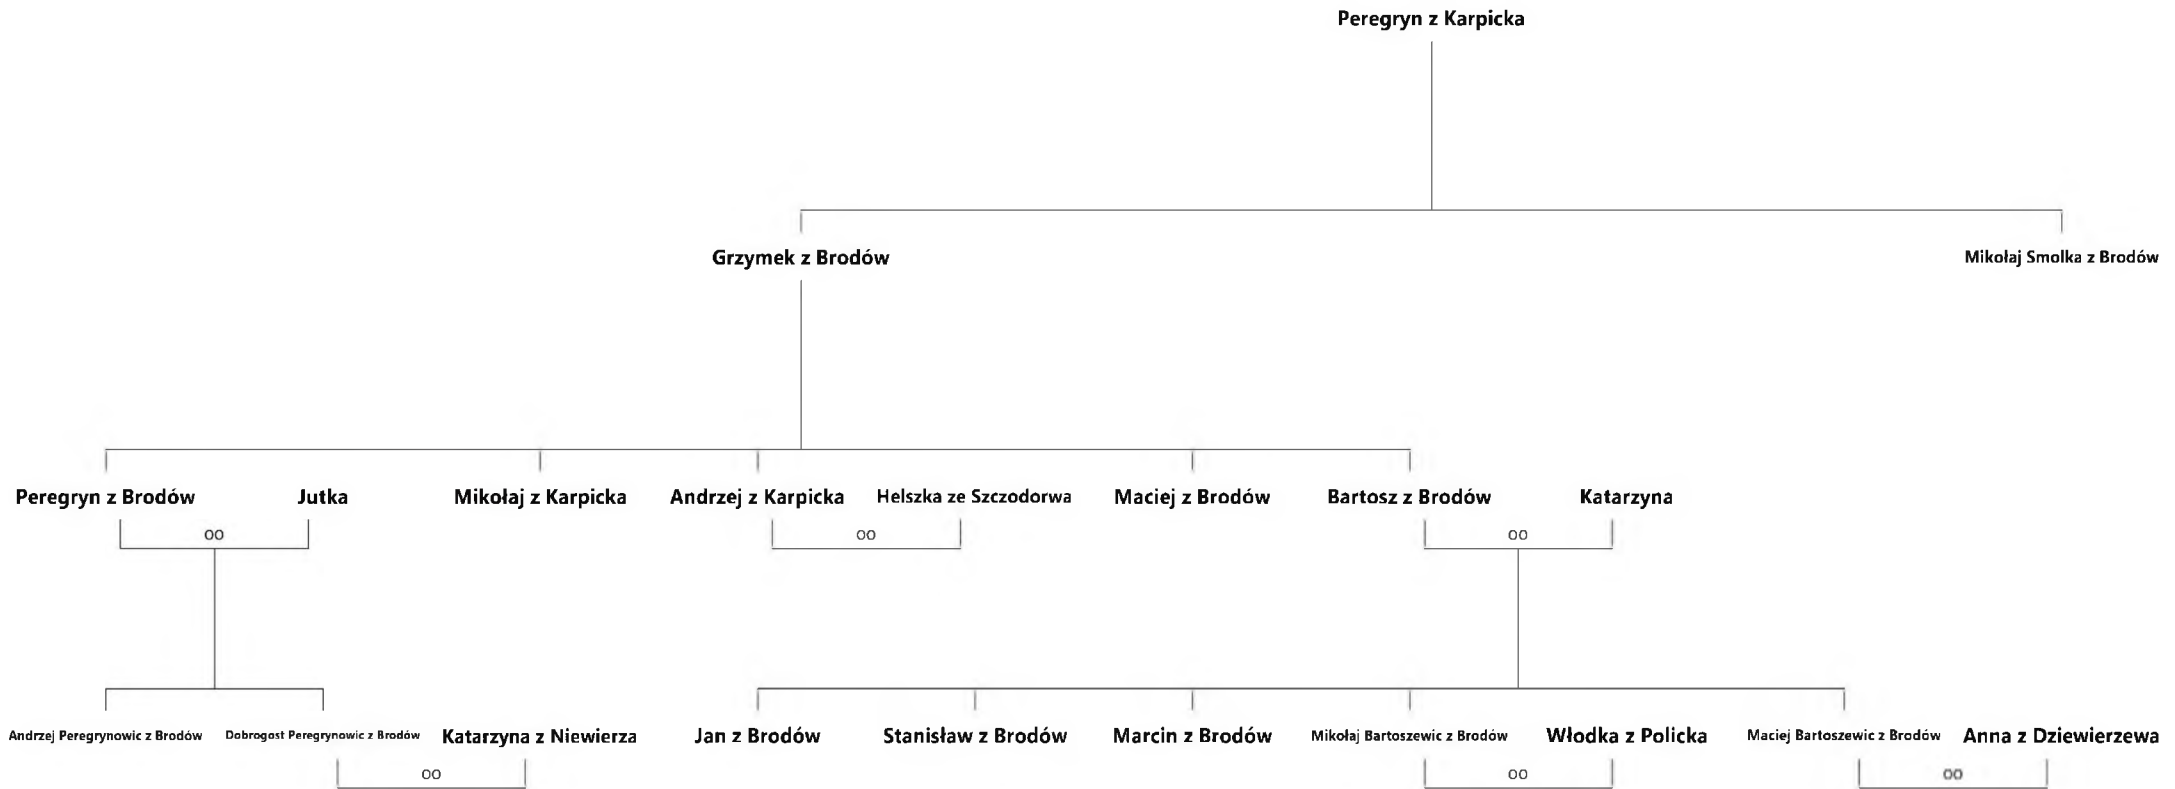 Peregryn z Karpicka
Grzymek z Brodów
Mikołaj Smolka z Brodów
Peregryn z Brodów
Jutka
Mikołaj z Karpicka
Andrzej z Karpicka
Helszka ze Szczodorwa
Maciej z Brodów
Bartosz z Brodów
Katarzyna
oo
oo
oo
Andrzej Peregrynowic z Brodów
Dobrogost Peregrynowic z Brodów
Katarzyna z Niewierza
Jan z Brodów
Stanisław z Brodów
Marcin z Brodów
Mikołaj Bartoszewic z Brodów
Włodka z Policka
Maciej Bartoszewic z Brodów
Anna z Dziewierzewa
oo
oo
oo